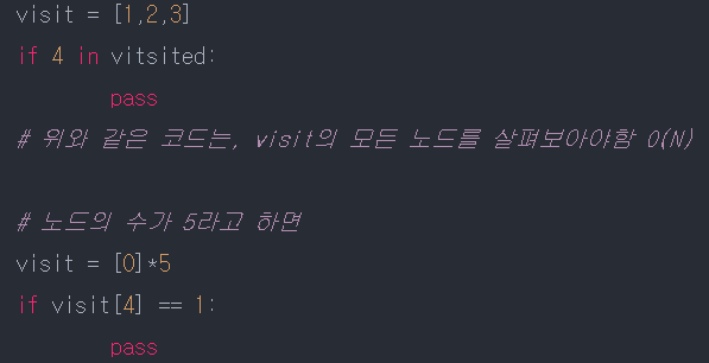 visit = [1,2,3]
if 4 in vitsited:
pass
# 위와 같은 코드는, visit의 모든 노드를 살펴보아야함 O(N)
# 노드의 수가 5라고 하면
visit = [0]*5
if visit[4] == 1:
pass